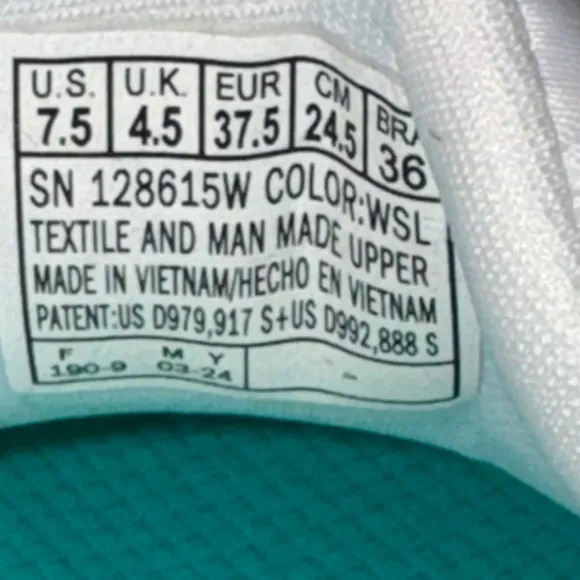 U.S. U.K. EUR CM BRA
7.5 4.5 37.5 24.5 36
SN 128615W COLOR:WSL
TEXTILE AND MAN MADE UPPER
MADE IN VIETNAM/HECHO EN VIETNAM
PATENT:US D979,917 S+US D992,888 S
F M Y
190-9 03-24